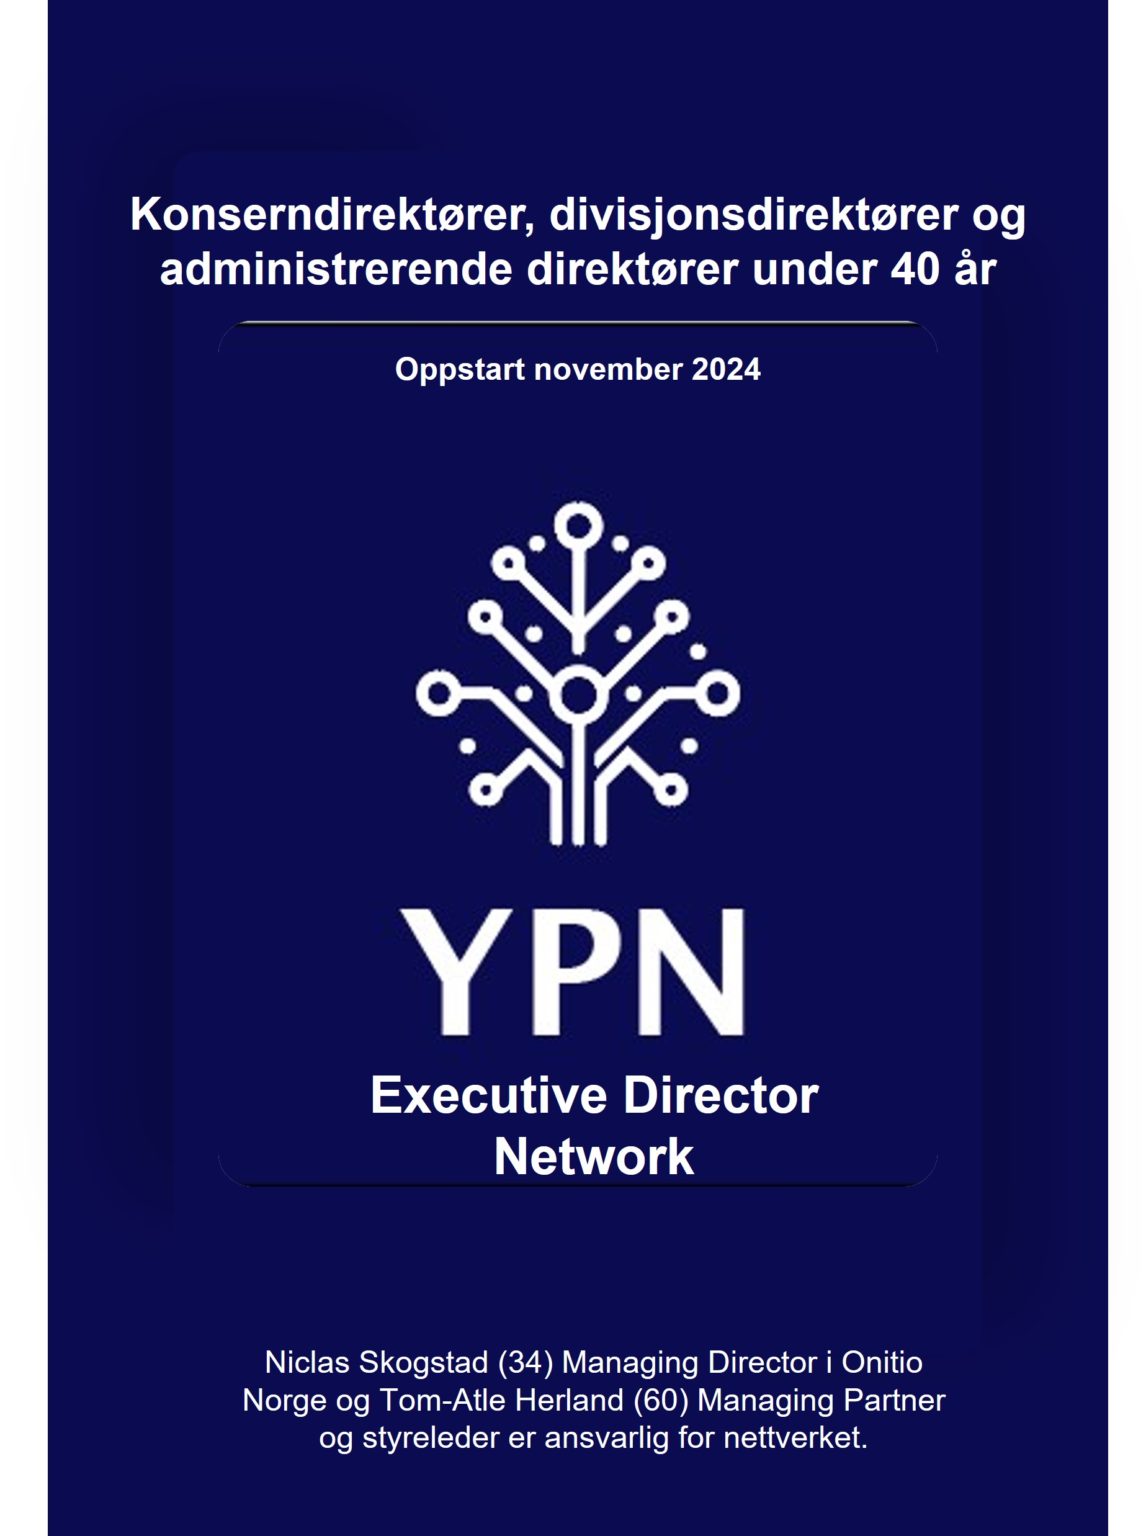 Konserndirektører, divisjonsdirektører og
administrerende direktører under 40 år
Oppstart november 2024
YPN
Executive Director
Network
Niclas Skogstad (34) Managing Director i Onitio
Norge og Tom-Atle Herland (60) Managing Partner
og styreleder er ansvarlig for nettverket.